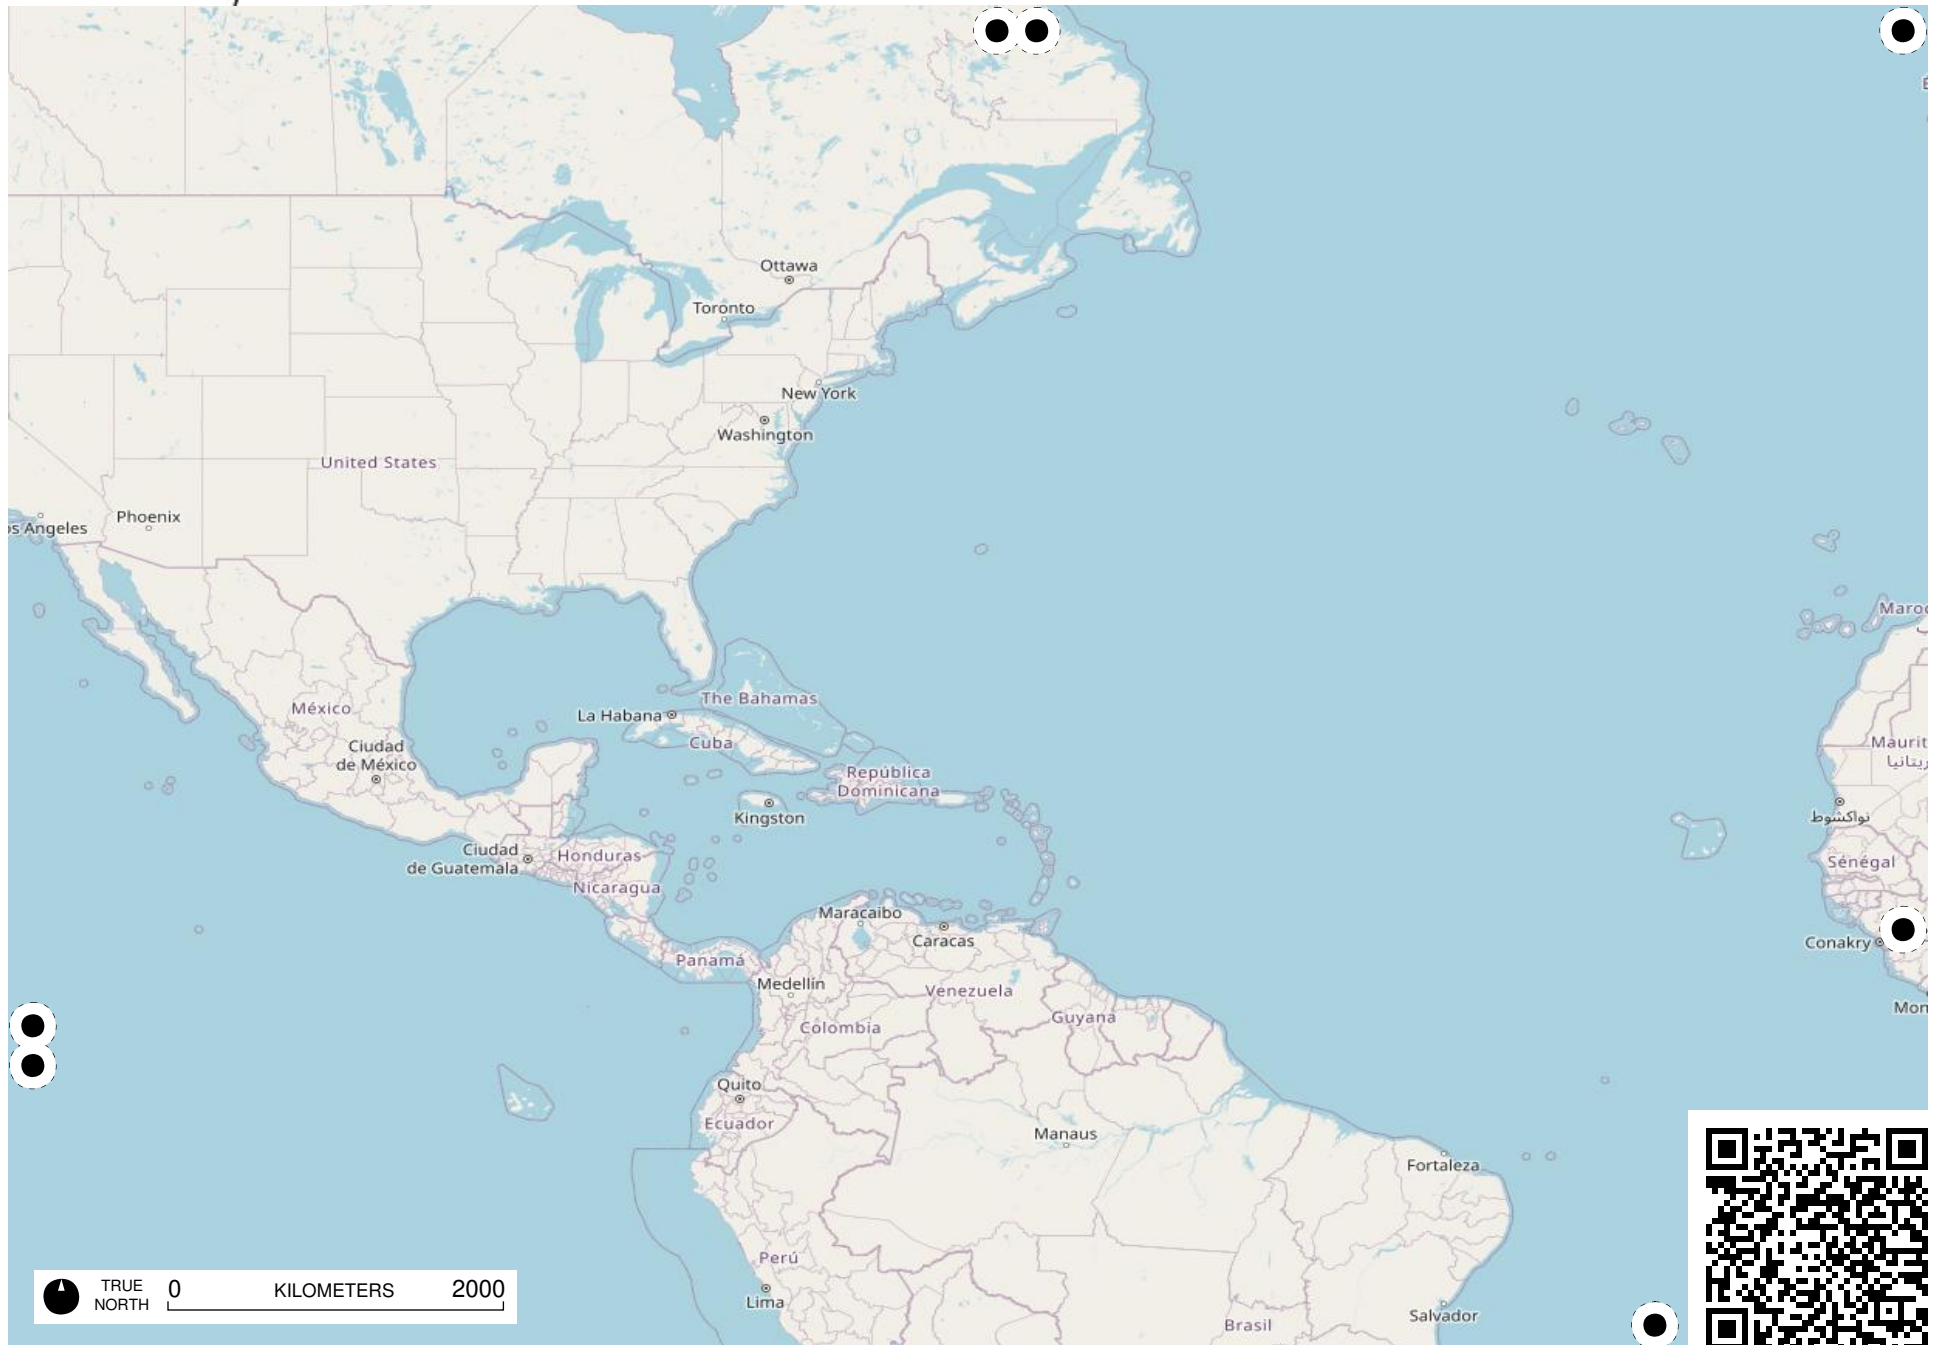 Ottawa
Toronto
New York
Washington
United States
Phoenix
os Angeles
Maroc
México
The Bahamas
La Habana
Cuba
Ciudad
de México
República
Dominicana
Kingston
Maurit
ريتانيا
نواكشوط
Ciudad
de Guatemala
Honduras
Nicaragua
Sénégal
Maracaibo
Caracas
Conakry
Panamá
Medellín
Venezuela
Colombia
Guyana
Mon
Quito
Ecuador
Manaus
Fortaleza
Perú
Lima
Salvador
Brasil
TRUE
NORTH
0 KILOMETERS 2000